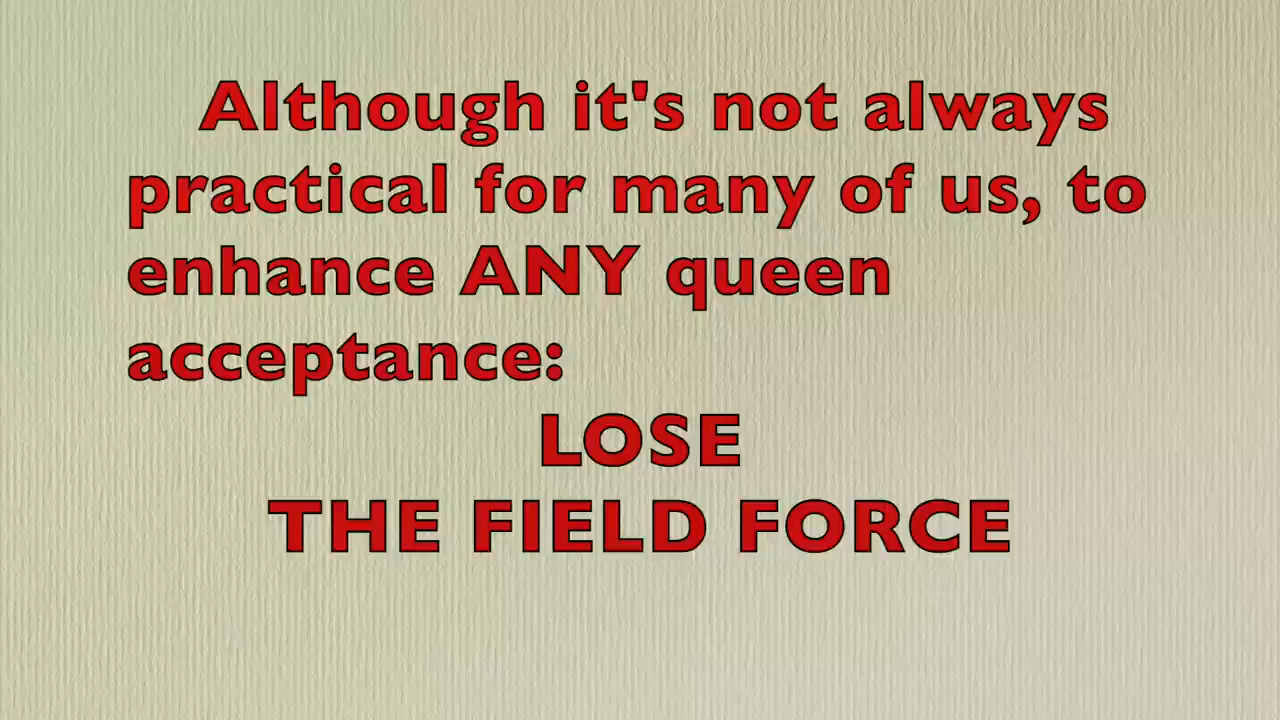 Although it's not always
practical for many of us, to
enhance ANY queen
acceptance:
LOSE
THE FIELD FORCE